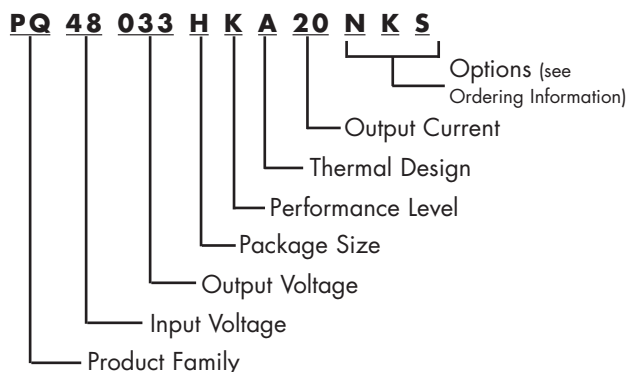 PQ 48 033 H K A 20 N K S
Options (see
Ordering Information)
Output Current
Thermal Design
Performance Level
Package Size
Output Voltage
Input Voltage
Product Family